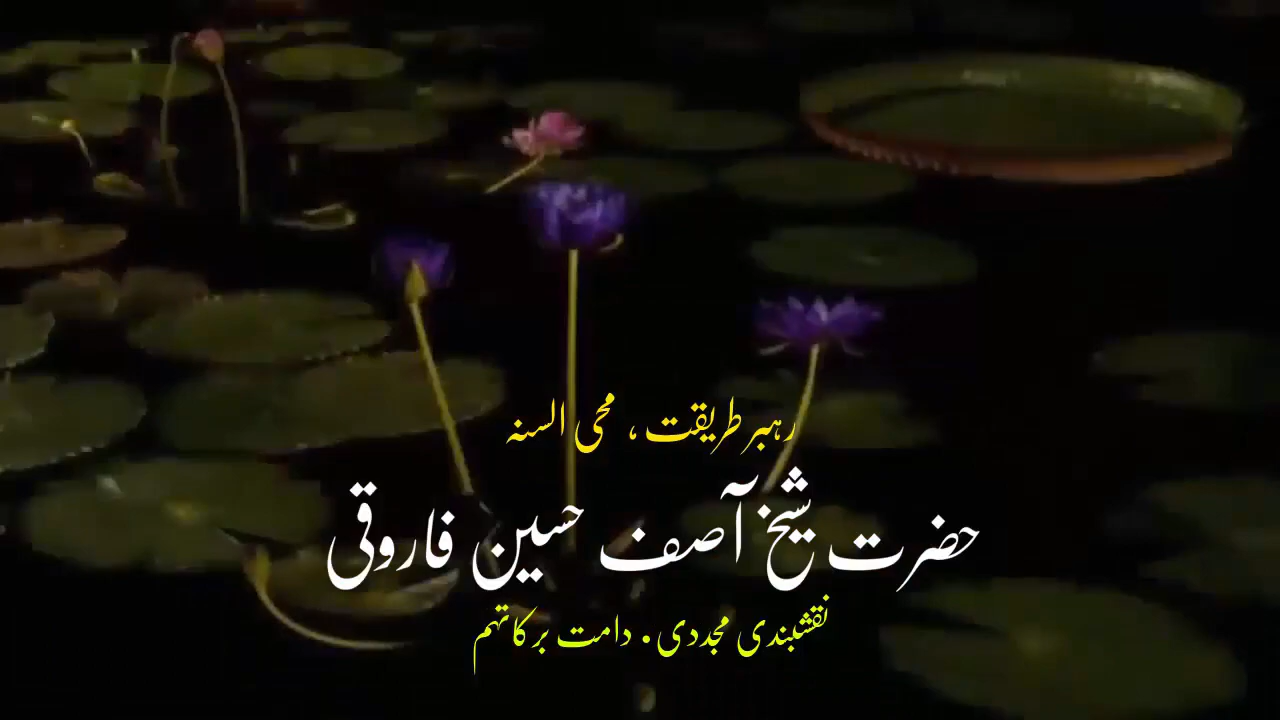 رہبر طریقت ، محی السنہ
حضرت شیخ آصف حسین فاروقی
نقشبندی مجددی . دامت برکاتہم